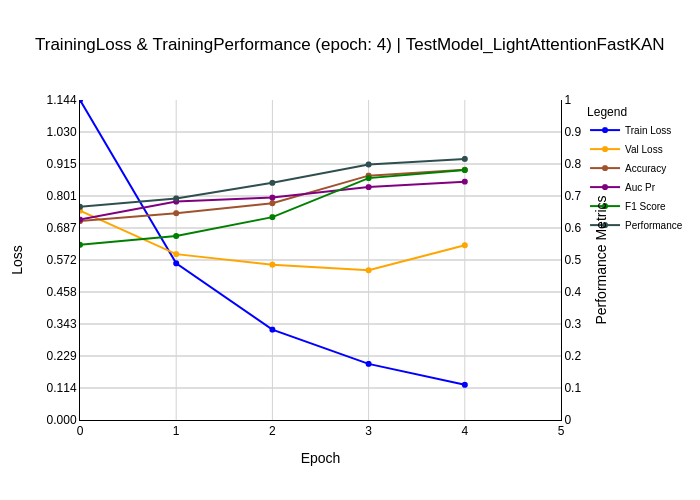 TrainingLoss & TrainingPerformance (epoch: 4) | TestModel_LightAttentionFastKAN
Loss
1.144
1.030
0.915
0.801
0.687
0.572
0.458
0.343
0.229
0.114
0.000
0
1
2
3
4
5
Epoch
1
0.9
0.8
0.7
0.6
0.5
0.4
0.3
0.2
0.1
0
Performance Metrics
Legend
Train Loss
Val Loss
Accuracy
Auc Pr
F1 Score
Performance